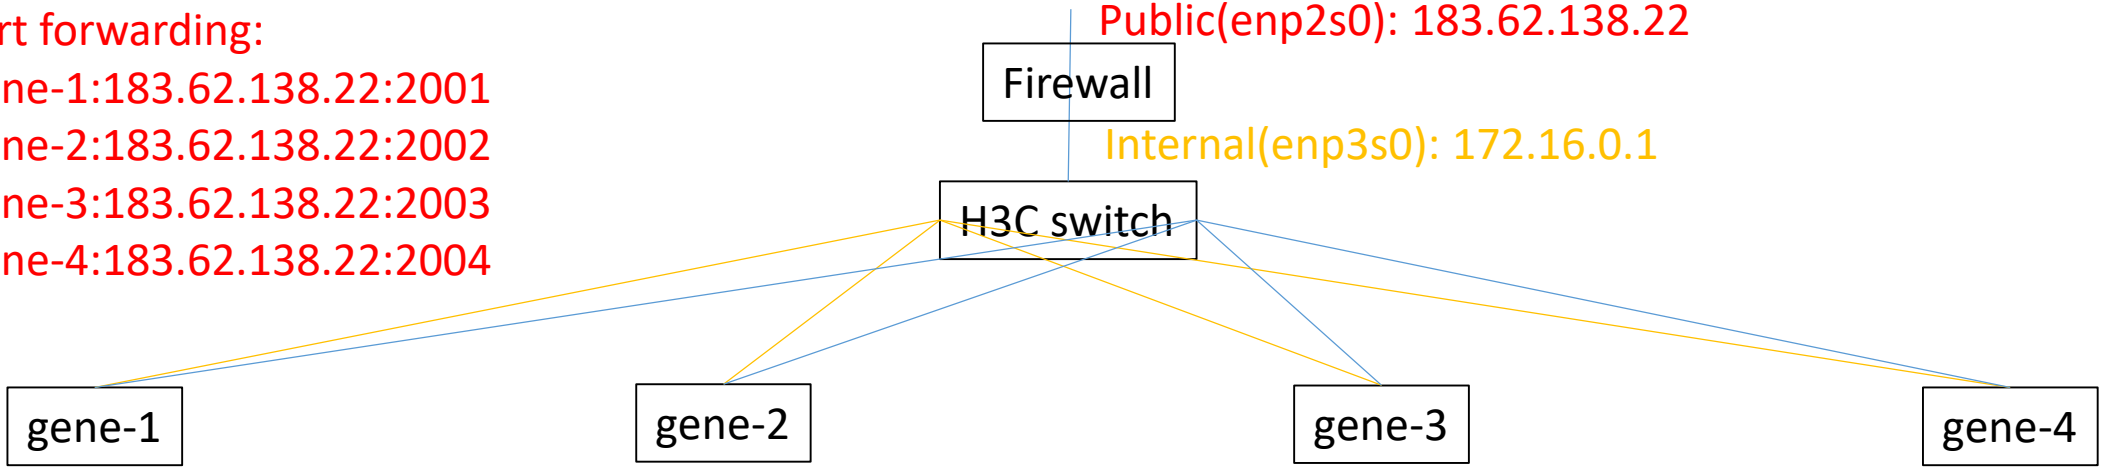 rt forwarding:
ne-1:183.62.138.22:2001
ne-2:183.62.138.22:2002
ne-3:183.62.138.22:2003
ne-4:183.62.138.22:2004
Public(enp2s0): 183.62.138.22
Firewall
Internal(enp3s0): 172.16.0.1
H3C switch
gene-1
gene-2
gene-3
gene-4